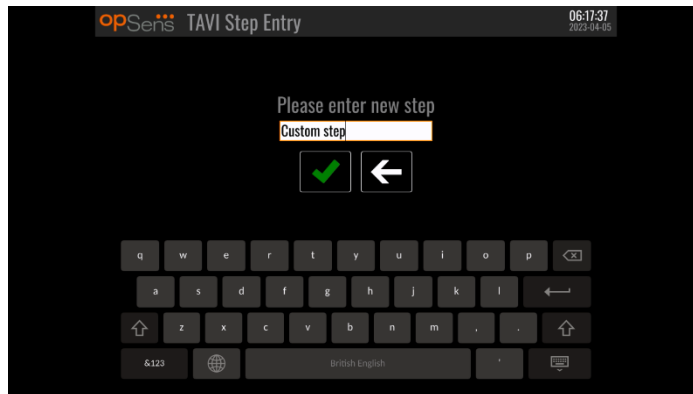 opSens TAVI Step Entry 06:17:37
2023-04-05
Please enter new step
Custom step
q w e r t y u i o p
a s d f g h j k l
z x c v b n m , .
&123 British English '